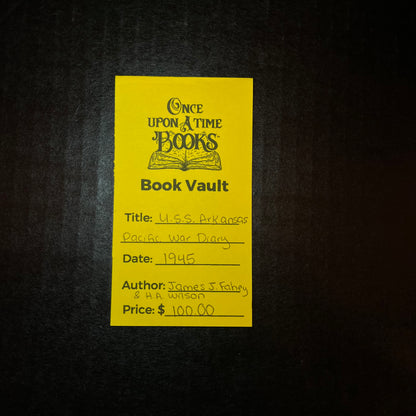 ONCE
UPON A TIME
BOOKS™
Book Vault
Title: U.S.S. Arkansas
Pacific War Diary
Date: 1945
Author: James J. Fahey
& H.A. Wilson
Price: $ 100.00